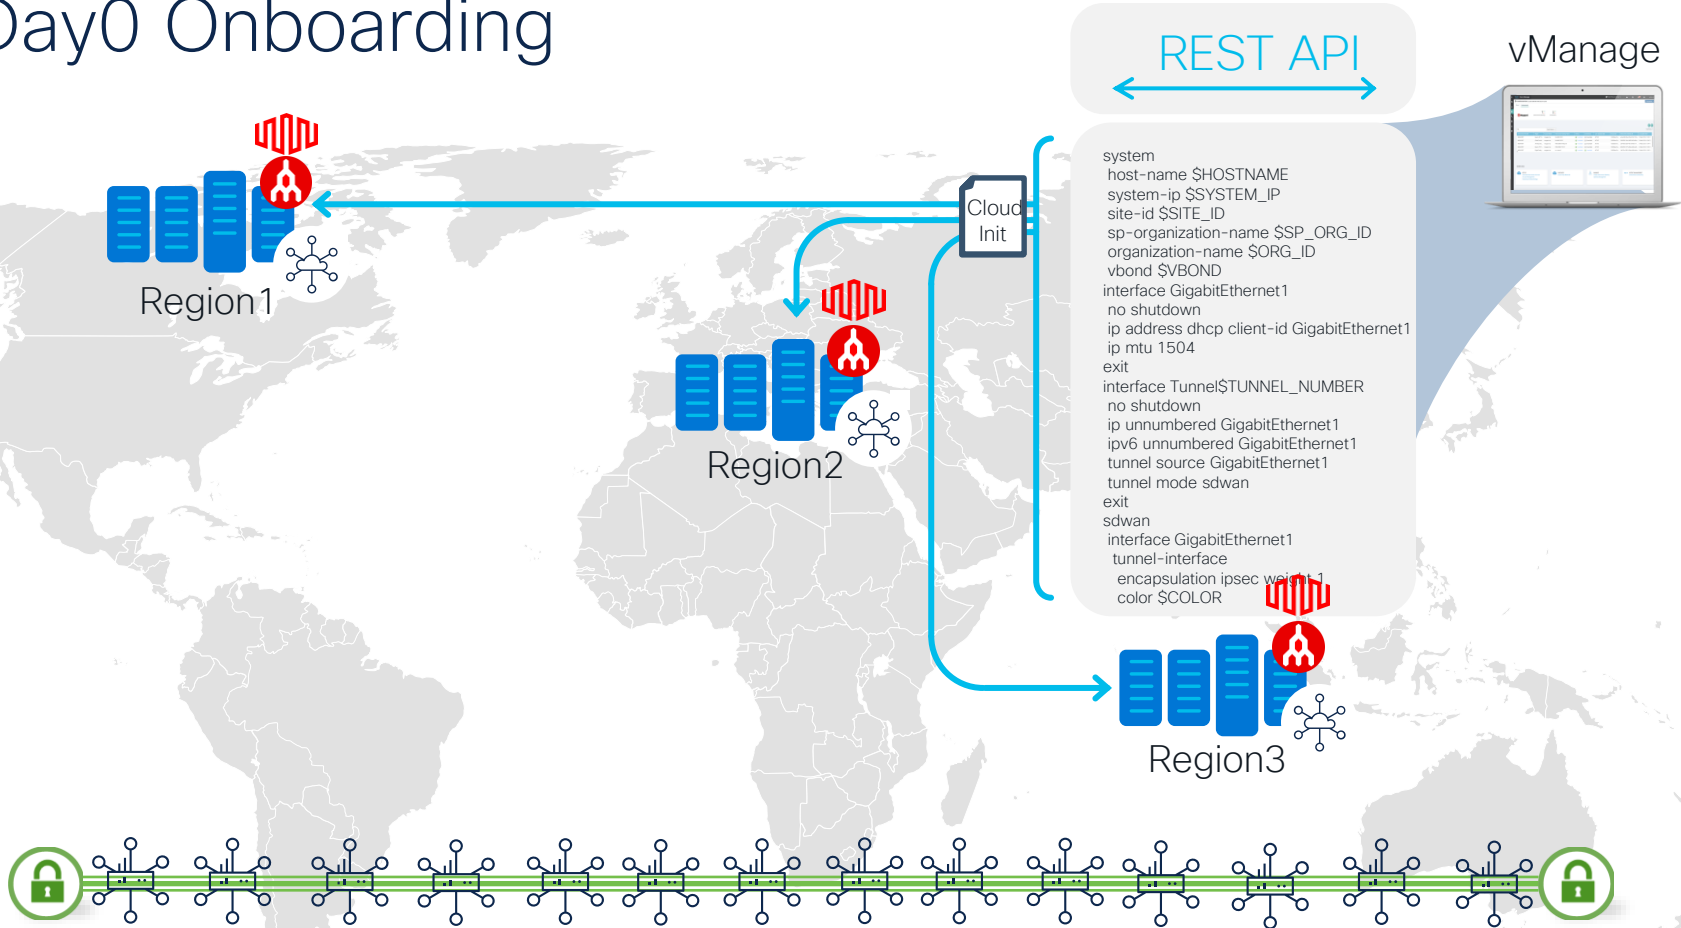 Day0 Onboarding
REST API
vManage
system
host-name $HOSTNAME
system-ip $SYSTEM_IP
site-id $SITE_ID
sp-organization-name $SP_ORG_ID
organization-name $ORG_ID
vbond $VBOND
interface GigabitEthernet1
no shutdown
ip address dhcp client-id GigabitEthernet1
ip mtu 1504
exit
interface Tunnel$TUNNEL_NUMBER
no shutdown
ip unnumbered GigabitEthernet1
ipv6 unnumbered GigabitEthernet1
tunnel source GigabitEthernet1
tunnel mode sdwan
exit
sdwan
interface GigabitEthernet1
tunnel-interface
encapsulation ipsec weight 1
color $COLOR
Cloud
Init
Region1
Region2
Region3